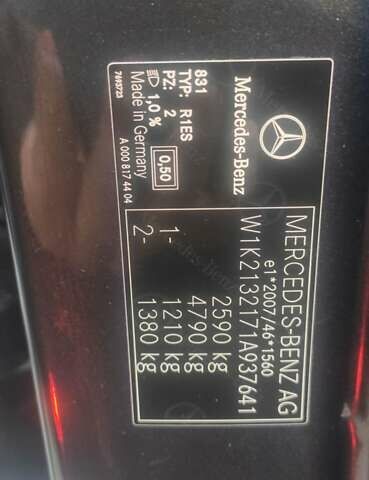 MERCEDES-BENZ AG
e1*2007/46*1560
W1K2132171A937641
2590 kg
4790 kg
1- 1210 kg
2- 1380 kg
Mercedes-Benz
831
TYP: R1ES
PZ: 2 0,50
1,0 %
Made in Germany
7693723 A 000 817 44 04